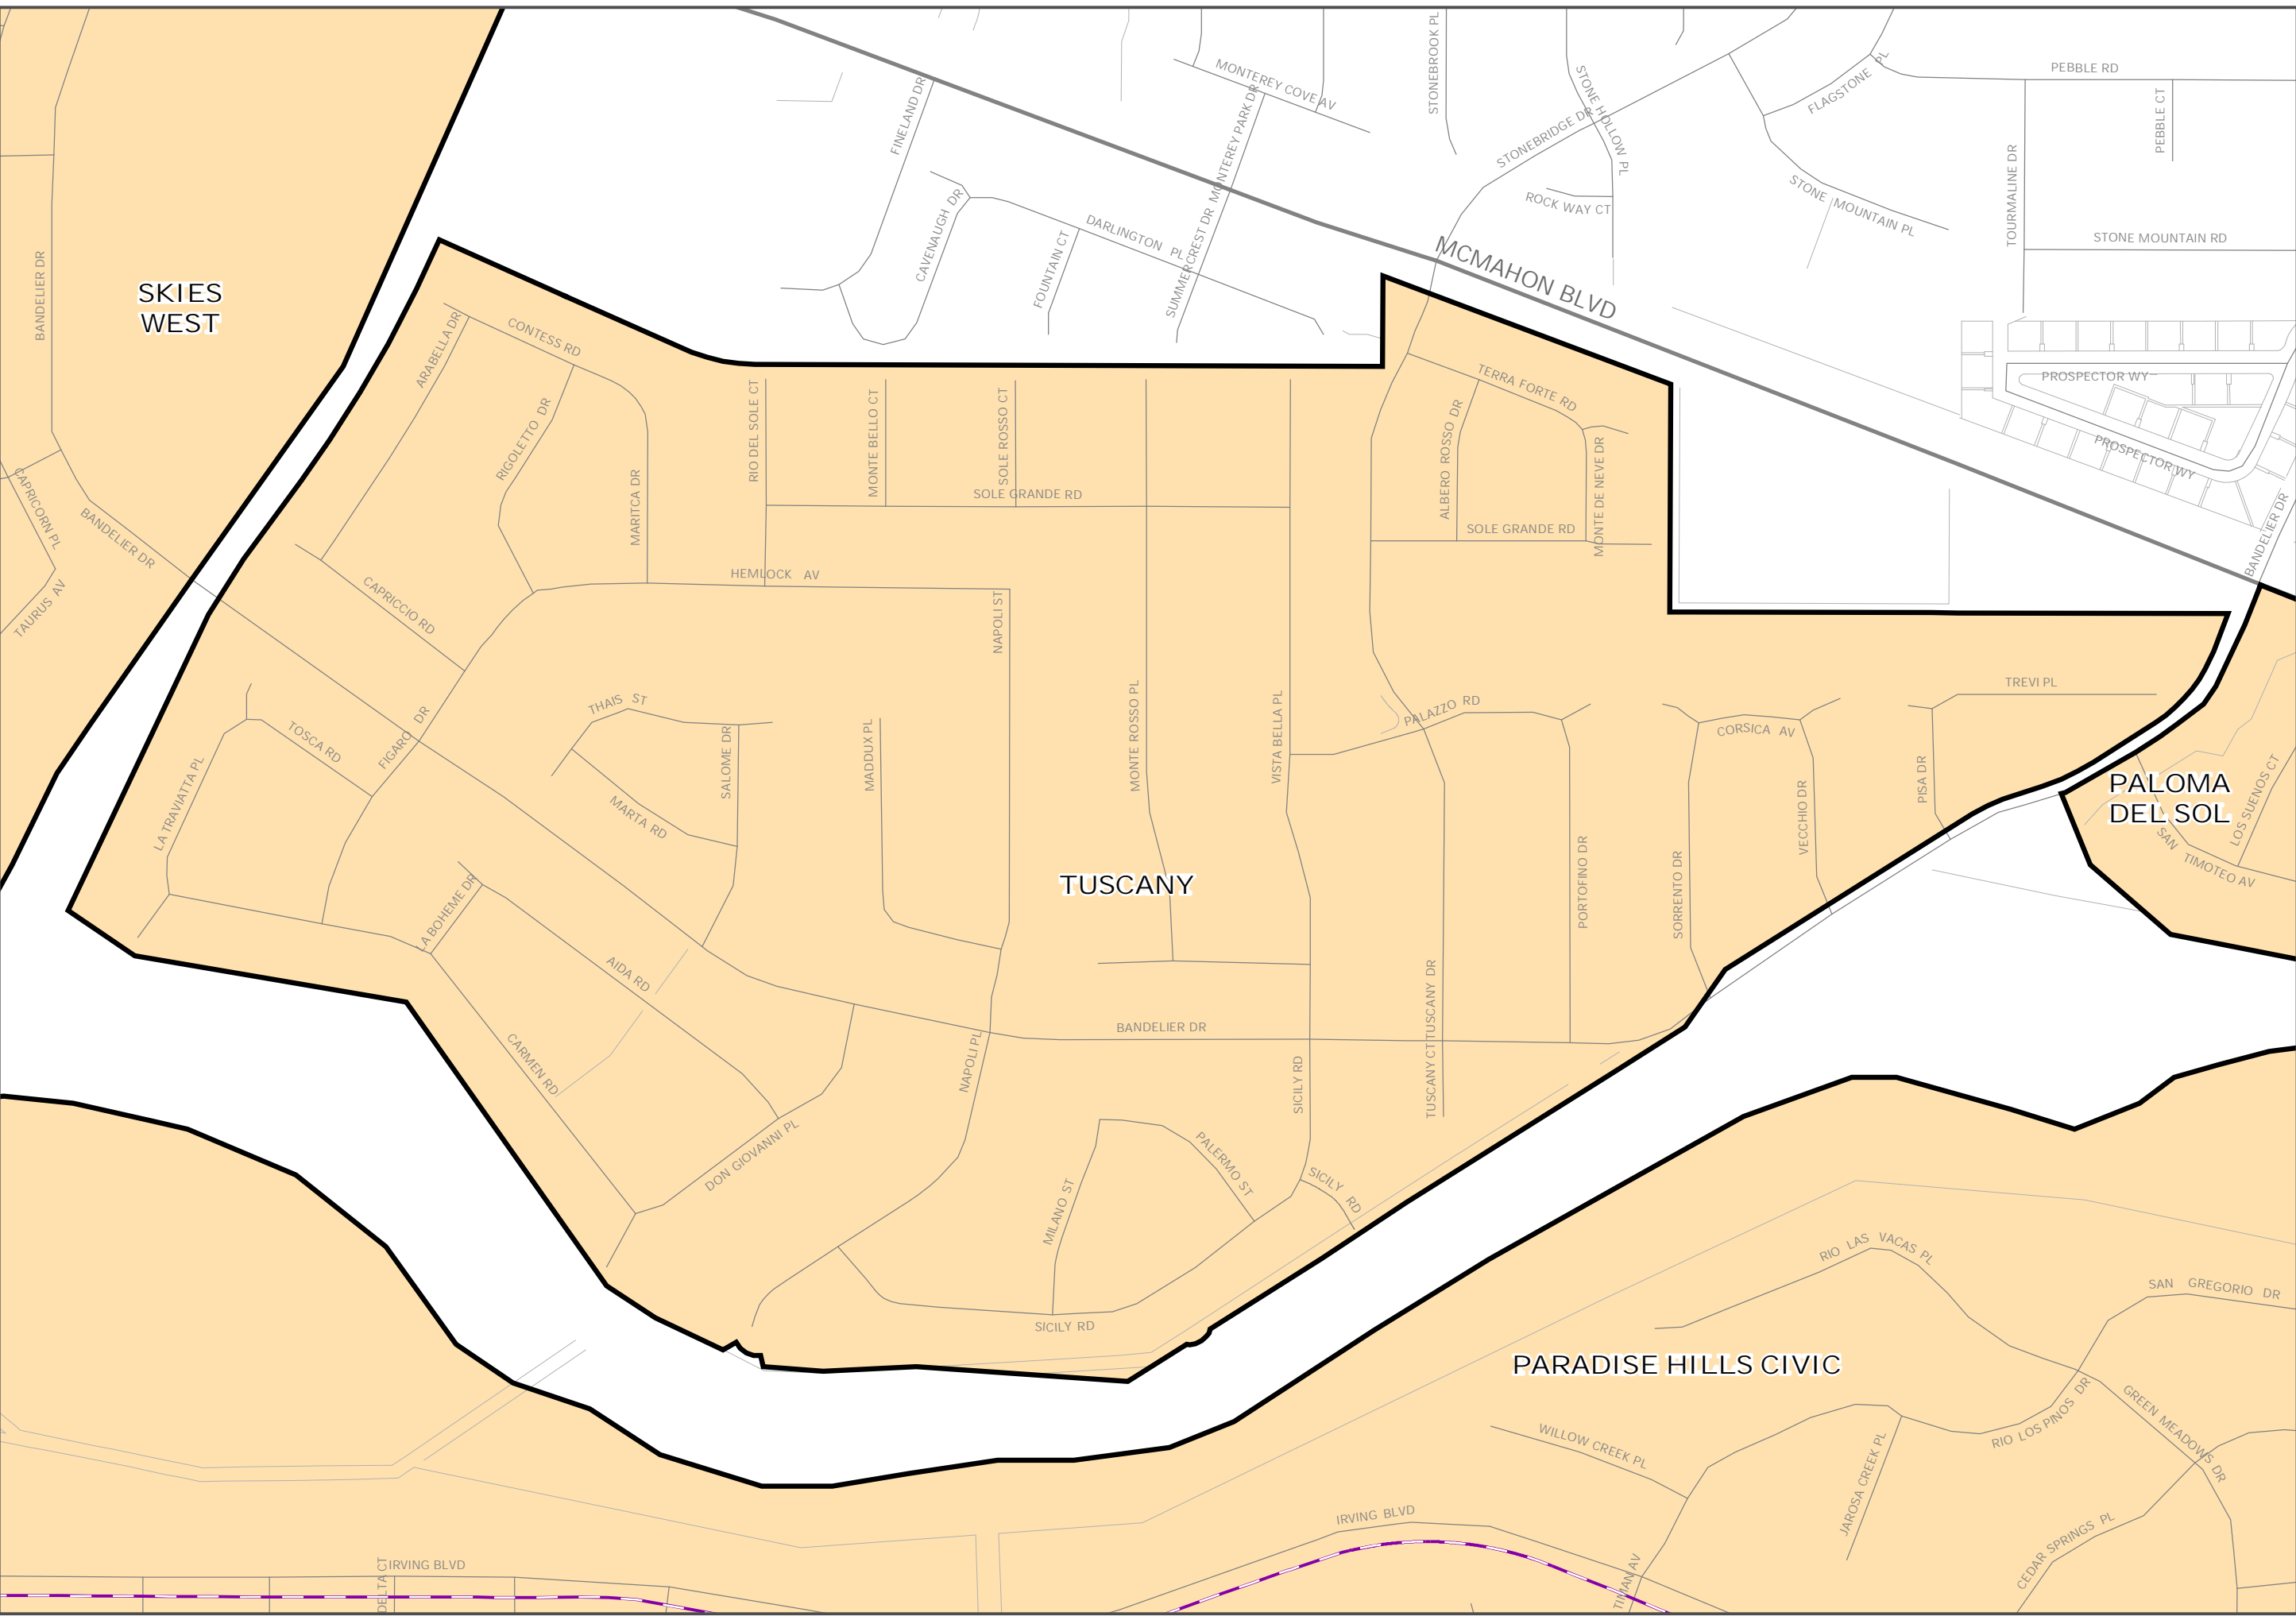 STONEBROOK PL
PEBBLE RD
MONTEREY COVE AV
STONE HOLLOW PL
FLAGSTONE PL
PEBBLE CT
FINELAND DR
MONTEREY PARK DR
STONEBRIDGE DR
TOURMALINE DR
STONE MOUNTAIN PL
ROCK WAY CT
CAVENAUGH DR
DARLINGTON PL
FOUNTAIN CT
SUMMERCREST DR
STONE MOUNTAIN RD
MCMAHON BLVD
BANDELIER DR
SKIES
WEST
ARABELLA DR
CONTESS RD
RIGOLETTO DR
MARITCA DR
RIO DEL SOLE CT
MONTE BELLO CT
SOLE ROSSO CT
SOLE GRANDE RD
TERRA FORTE RD
ALBERO ROSSO DR
MONTE DE NEVE DR
SOLE GRANDE RD
PROSPECTOR WY
PROSPECTOR WY
BANDELIER DR
CAPRICORN PL
BANDELIER DR
TAURUS AV
CAPRICCIO RD
HEMLOCK AV
NAPOLI ST
THAIS ST
SALOME DR
MADDUX PL
MONTE ROSSO PL
VISTA BELLA PL
PALAZZO RD
CORSICA AV
TREVI PL
TOSCA RD
FIGARO DR
LA TRAVIATTA PL
MARTA RD
PISA DR
VECCHIO DR
PALOMA
DEL SOL
LOS SUENOS CT
SAN TIMOTEO AV
TUSCANY
PORTOFINO DR
SORRENTO DR
LA BOHEME DR
AIDA RD
TUSCANY DR
BANDELIER DR
CARMEN RD
NAPOLI PL
SICILY RD
TUSCANY CT
DON GIOVANNI PL
PALERMO ST
SICILY RD
MILANO ST
SICILY RD
RIO LAS VACAS PL
SAN GREGORIO DR
PARADISE HILLS CIVIC
RIO LOS PINOS DR
GREEN MEADOWS DR
WILLOW CREEK PL
JAROSA CREEK PL
IRVING BLVD
CEDAR SPRINGS PL
IRVING BLVD
DELTA CT
TIMAN AV